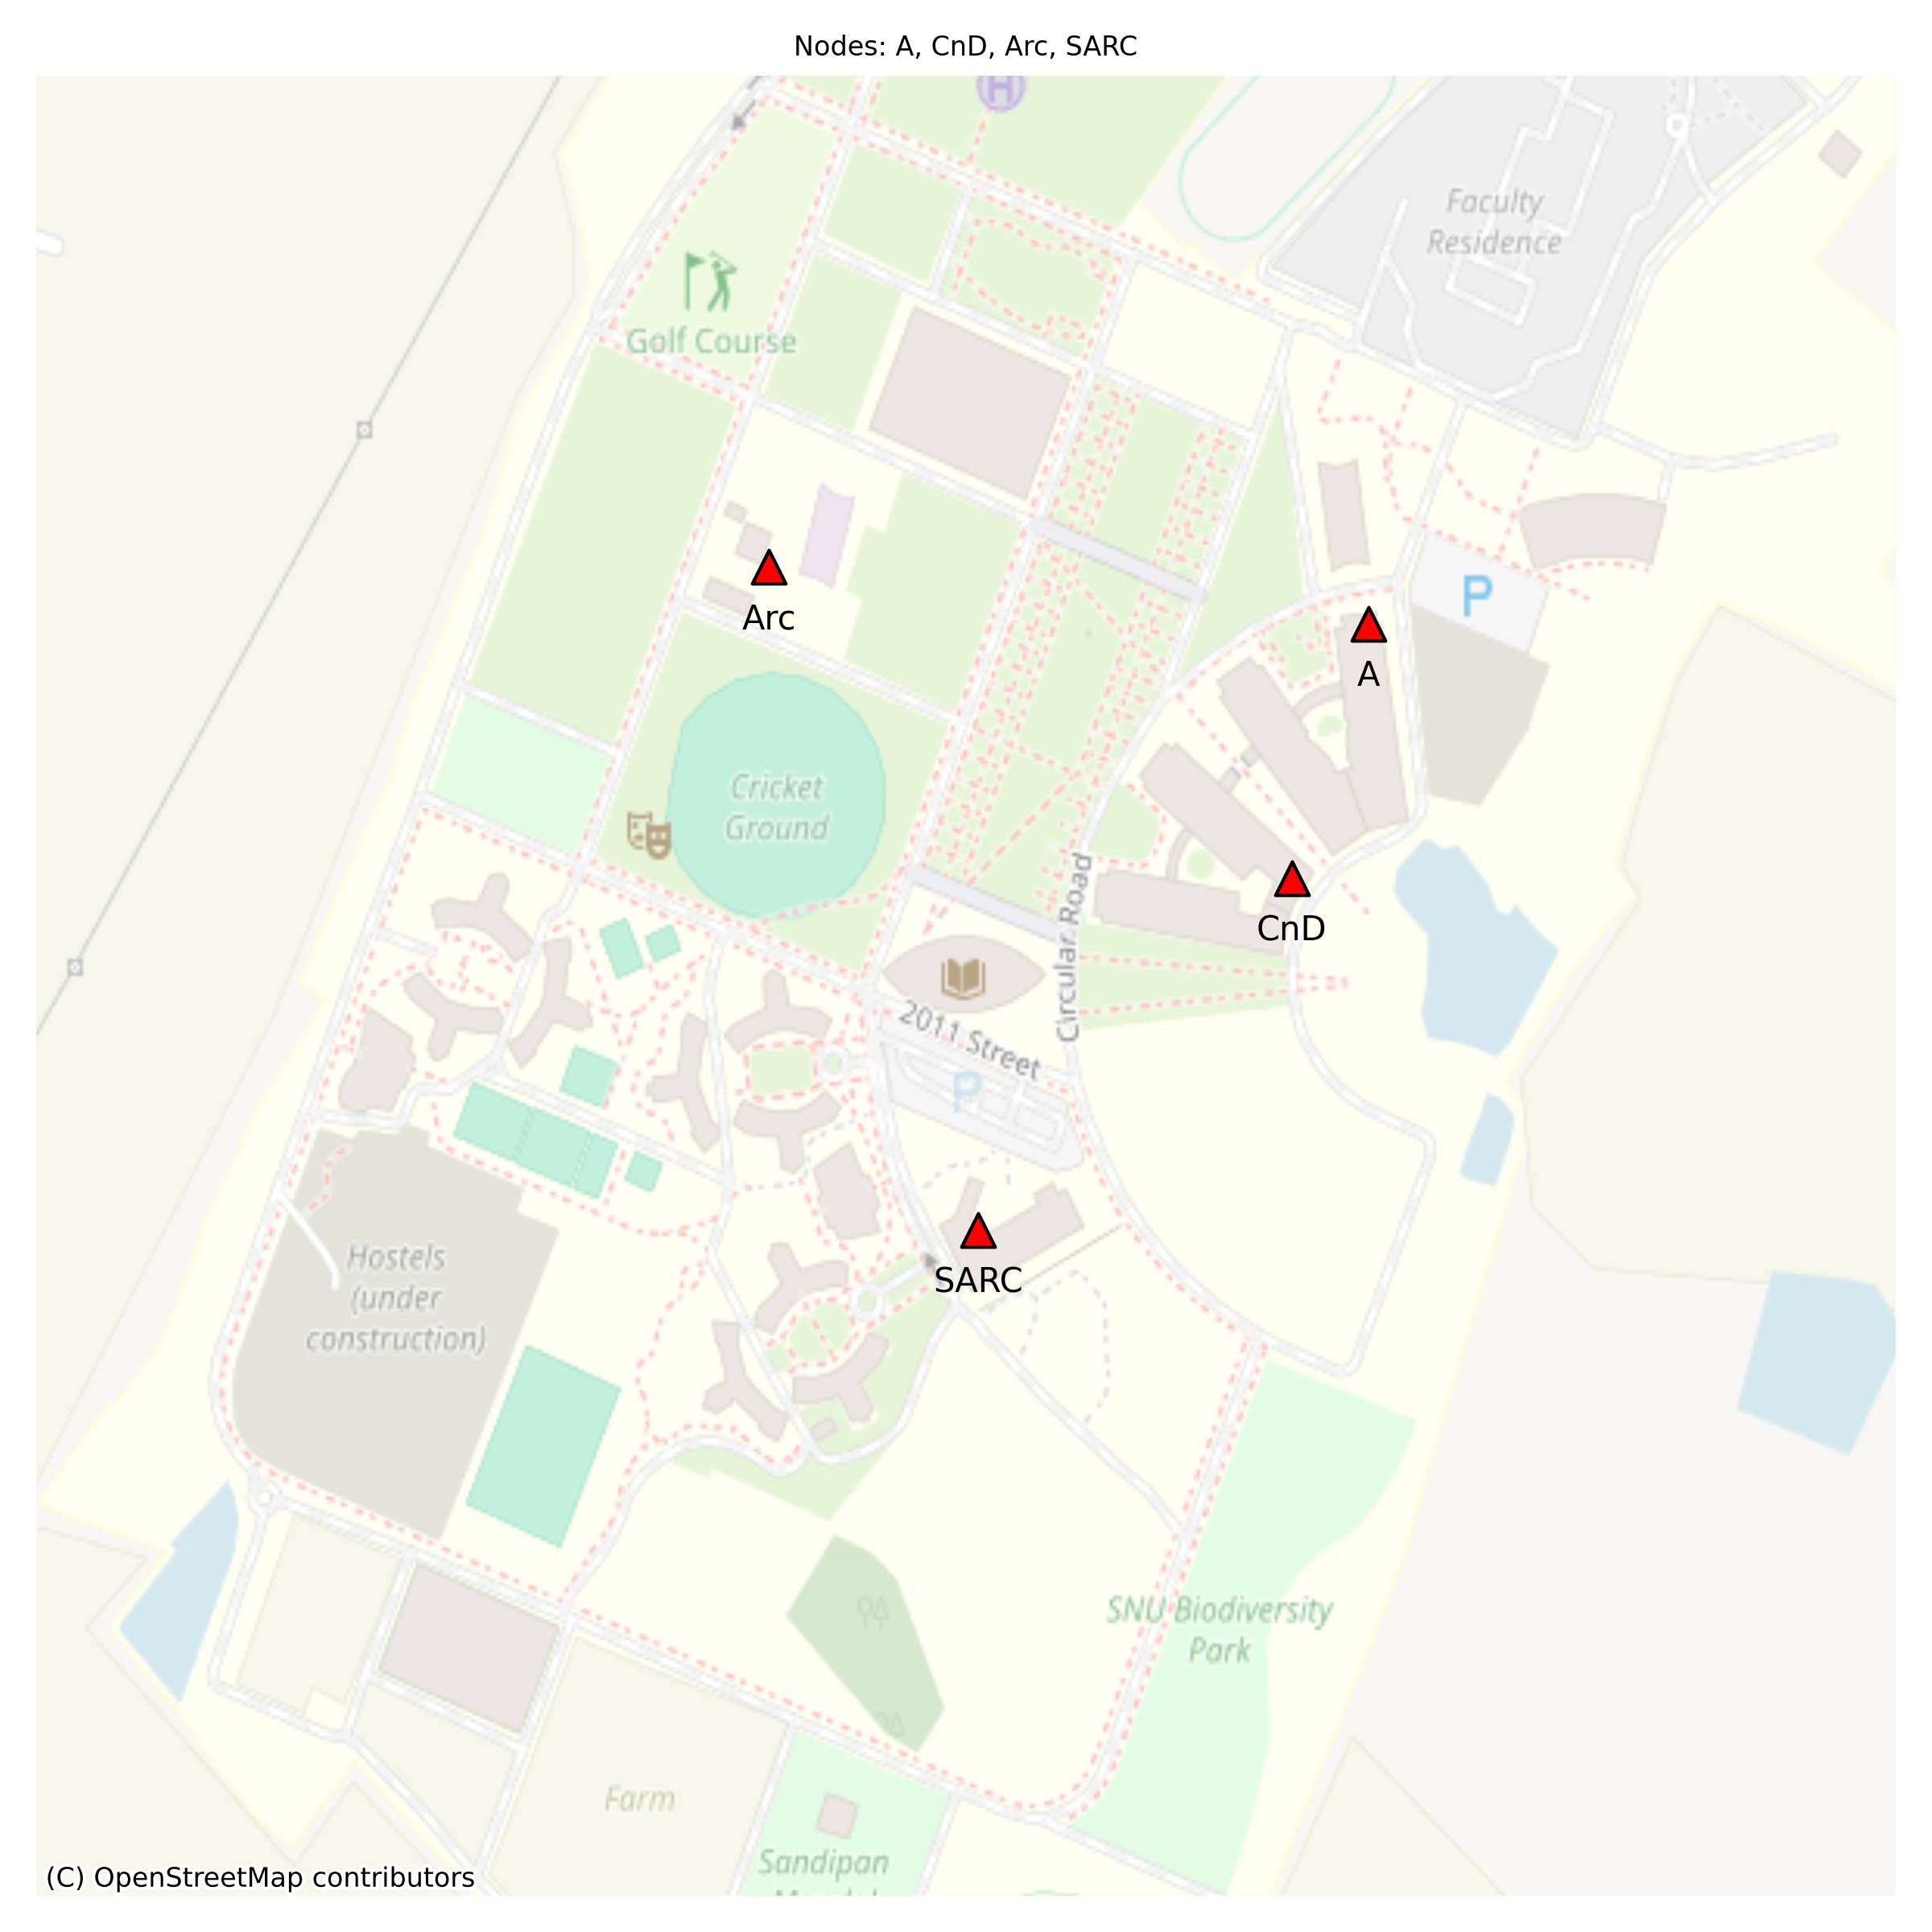 Nodes: A, CnD, Arc, SARC
H
Faculty
Residence
Golf Course
P
Arc
A
Cricket
Ground
CnD
Circular Road
2011 Street
P
SARC
Hostels
(under
construction)
SNU Biodiversity
Park
Farm
Sandipan
(C) OpenStreetMap contributors